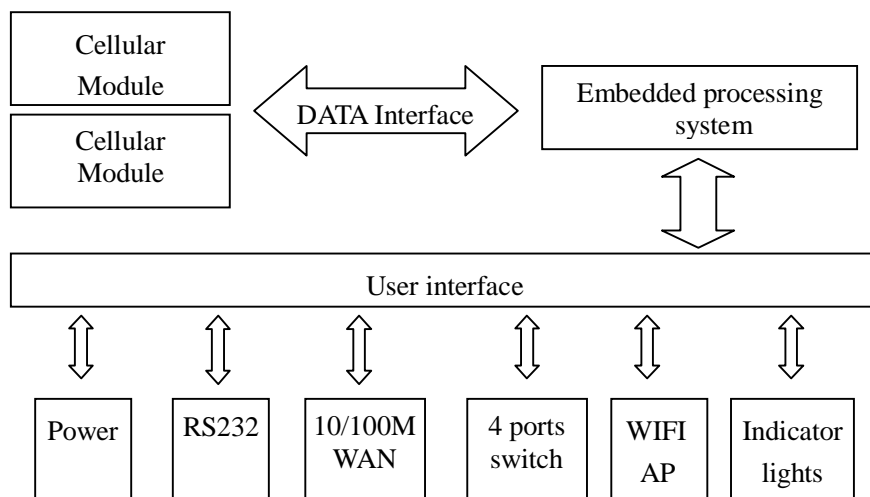 Cellular
Module
Cellular
Module
DATA Interface
Embedded processing
system
User interface
Power
RS232
10/100M
WAN
4 ports
switch
WIFI
AP
Indicator
lights